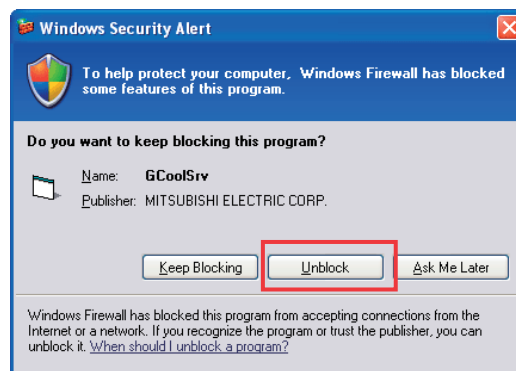 Windows Security Alert
To help protect your computer, Windows Firewall has blocked
some features of this program.
Do you want to keep blocking this program?
Name: GCoolSrv
Publisher: MITSUBISHI ELECTRIC CORP.
Keep Blocking Unblock Ask Me Later
Windows Firewall has blocked this program from accepting connections from the
Internet or a network. If you recognize the program or trust the publisher, you can
unblock it. When should I unblock a program?